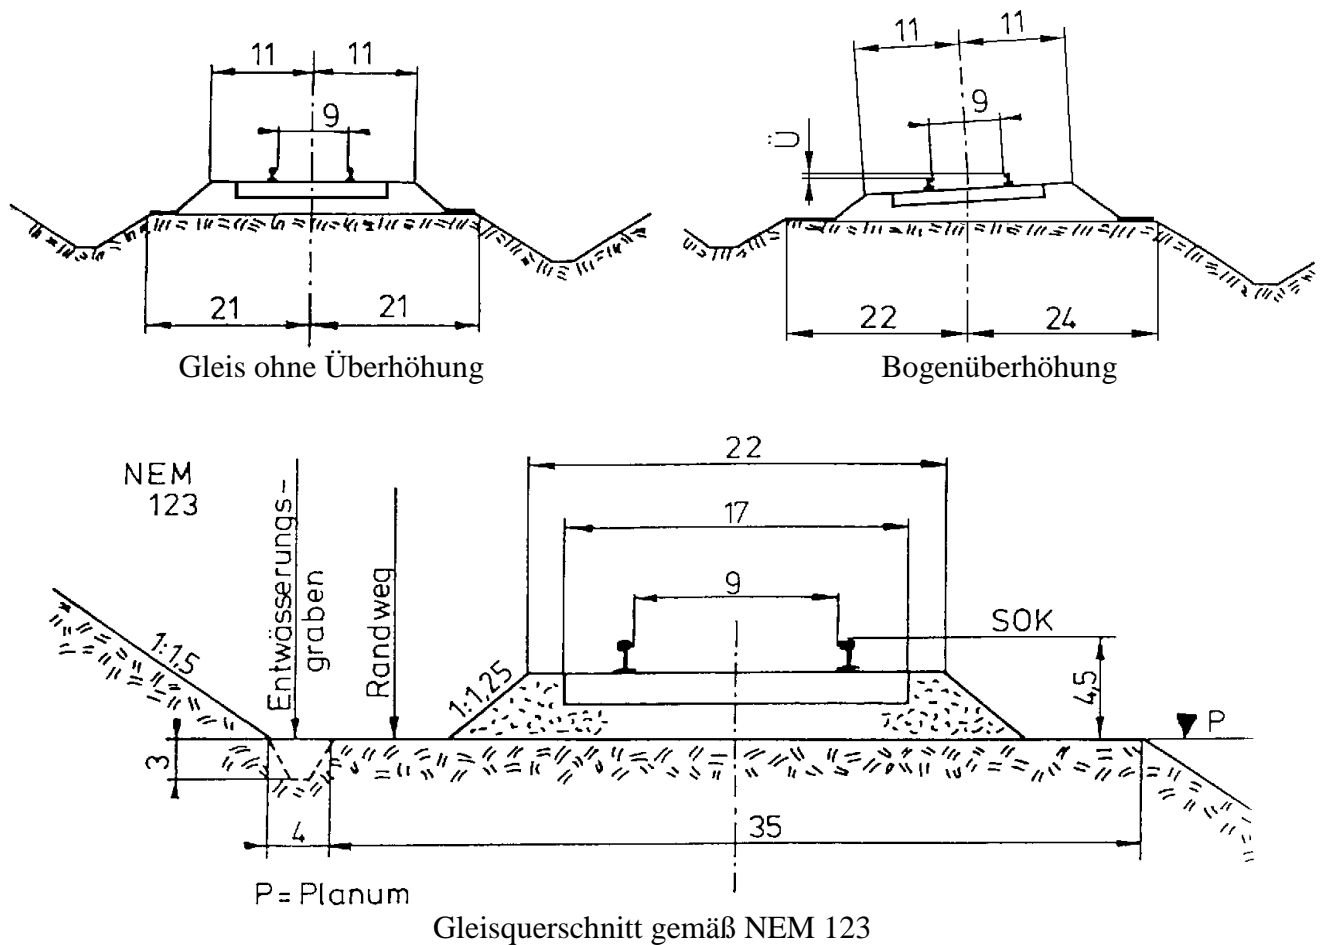 11 11
9
21 21
Gleis ohne Überhöhung
11 11
9
Ü
22 24
Bogenüberhöhung
NEM
123
Entwässerungs-
graben
Randweg
1:1,5
1:1,25
22
17
9
SOK
4,5
P
3
4
35
P = Planum
Gleisquerschnitt gemäß NEM 123